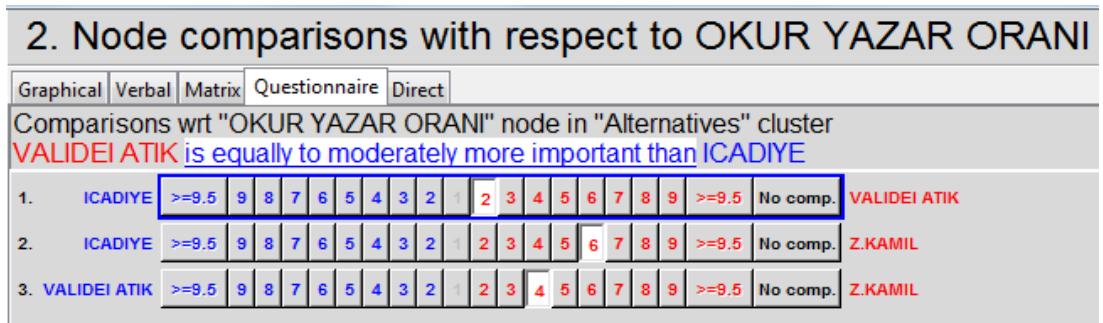 2. Node comparisons with respect to OKUR YAZAR ORANI
Graphical Verbal Matrix Questionnaire Direct
Comparisons wrt "OKUR YAZAR ORANI" node in "Alternatives" cluster
VALIDEI ATIK is equally to moderately more important than ICADIYE
1. ICADIYE >=9.5 9 8 7 6 5 4 3 2 1 2 3 4 5 6 7 8 9 >=9.5 No comp. VALIDEI ATIK
2. ICADIYE >=9.5 9 8 7 6 5 4 3 2 1 2 3 4 5 6 7 8 9 >=9.5 No comp. Z.KAMIL
3. VALIDEI ATIK >=9.5 9 8 7 6 5 4 3 2 1 2 3 4 5 6 7 8 9 >=9.5 No comp. Z.KAMIL